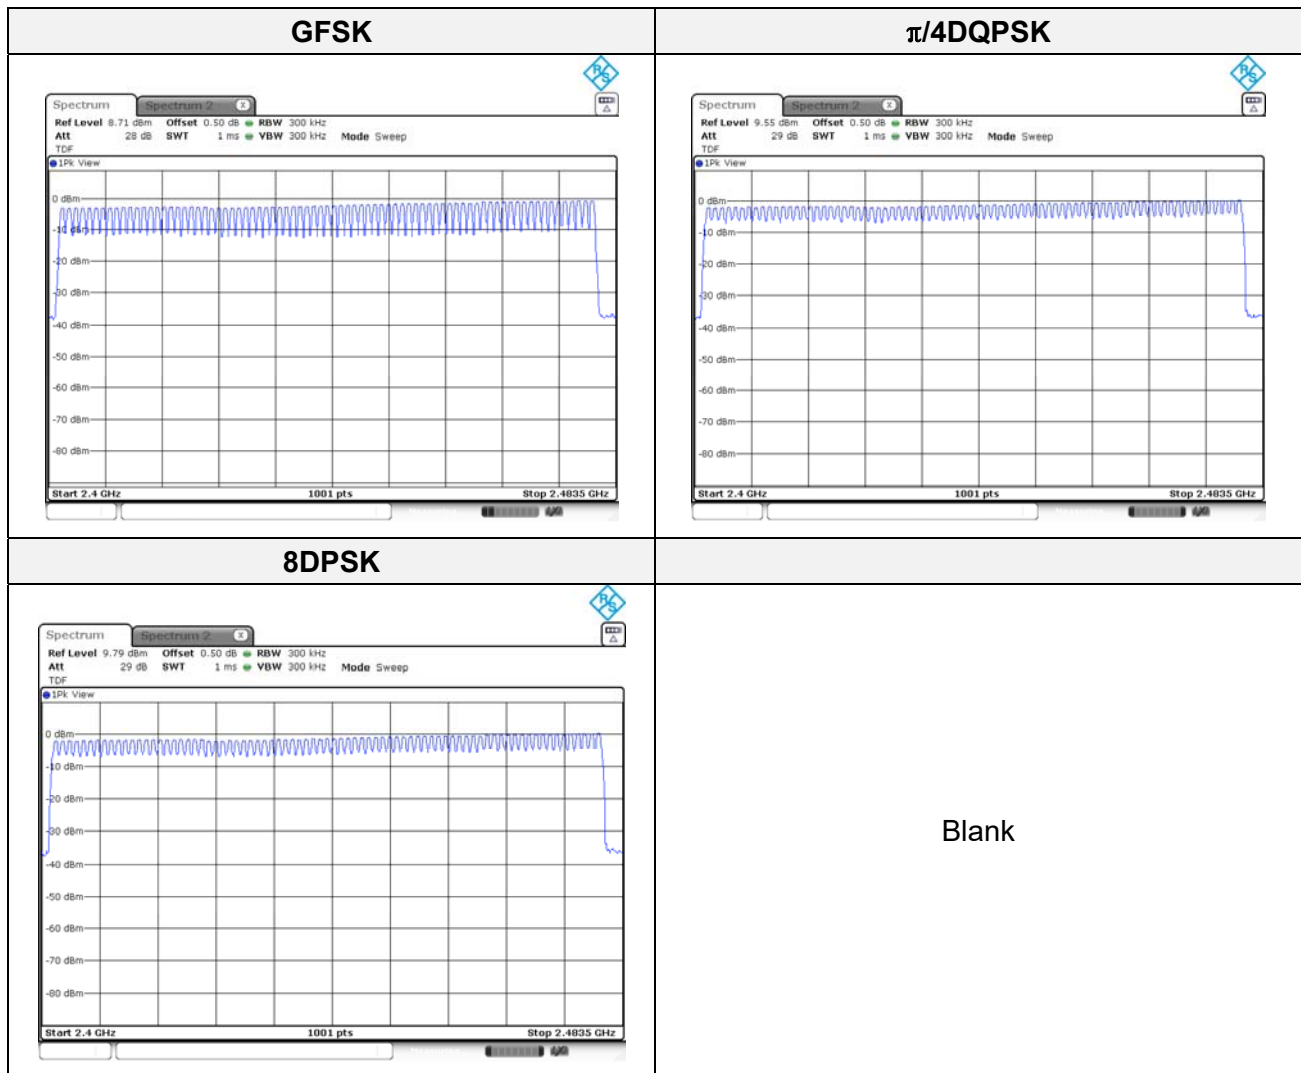 GFSK
π/4DQPSK
R&S
Spectrum
Spectrum 2 X
Ref Level 8.71 dBm Offset 0.50 dB RBW 300 kHz
Att 28 dB SWT 1 ms VBW 300 kHz Mode Sweep
TDF
1Pk View
0 dBm
-10 dBm
-20 dBm
-30 dBm
-40 dBm
-50 dBm
-60 dBm
-70 dBm
-80 dBm
Start 2.4 GHz 1001 pts Stop 2.4835 GHz
R&S
Spectrum
Spectrum 2 X
Ref Level 9.55 dBm Offset 0.50 dB RBW 300 kHz
Att 29 dB SWT 1 ms VBW 300 kHz Mode Sweep
TDF
1Pk View
0 dBm
-10 dBm
-20 dBm
-30 dBm
-40 dBm
-50 dBm
-60 dBm
-70 dBm
-80 dBm
Start 2.4 GHz 1001 pts Stop 2.4835 GHz
8DPSK
R&S
Spectrum
Spectrum 2 X
Ref Level 9.79 dBm Offset 0.50 dB RBW 300 kHz
Att 29 dB SWT 1 ms VBW 300 kHz Mode Sweep
TDF
1Pk View
0 dBm
-10 dBm
-20 dBm
-30 dBm
-40 dBm
-50 dBm
-60 dBm
-70 dBm
-80 dBm
Start 2.4 GHz 1001 pts Stop 2.4835 GHz
Blank